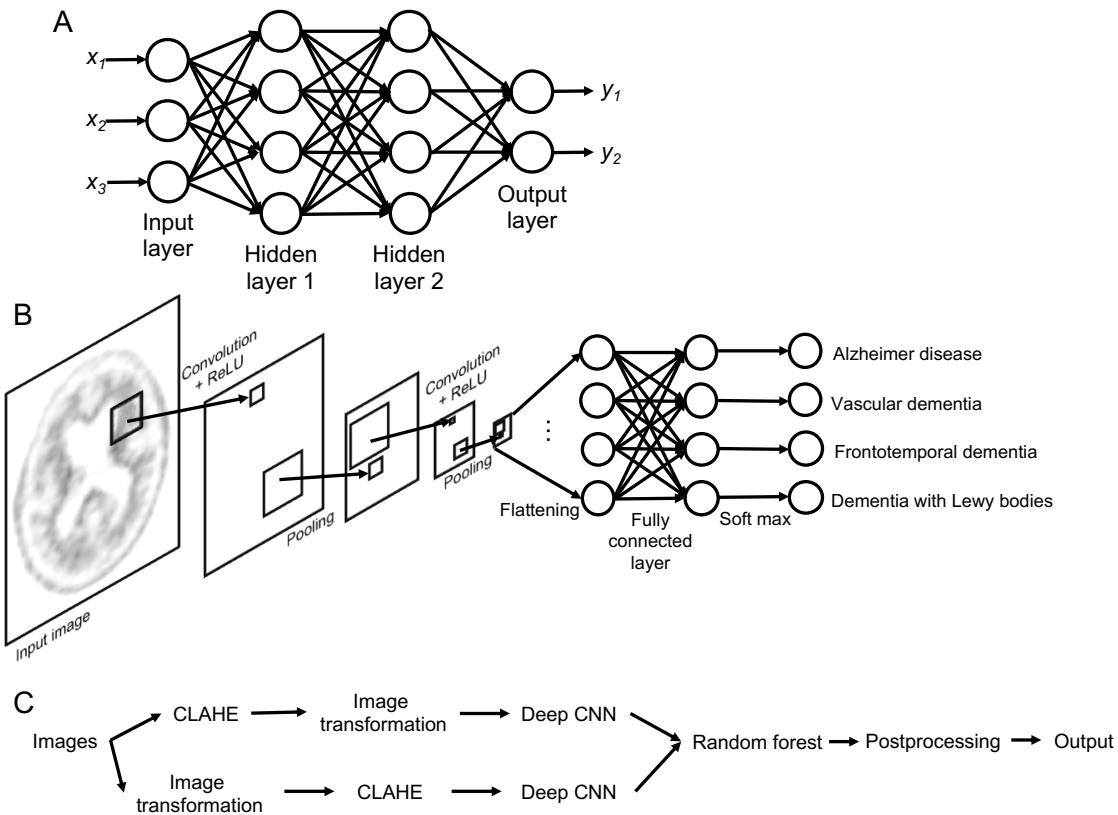 A
x1
x2
x3
y1
y2
Input
layer
Hidden
layer 1
Hidden
layer 2
Output
layer
B
Input image
Convolution
+ ReLU
Pooling
Convolution
+ ReLU
Pooling
Flattening
...
Fully
connected
layer
Soft max
Alzheimer disease
Vascular dementia
Frontotemporal dementia
Dementia with Lewy bodies
C
Images
CLAHE
Image
transformation
Deep CNN
Image
transformation
CLAHE
Deep CNN
Random forest
Postprocessing
Output